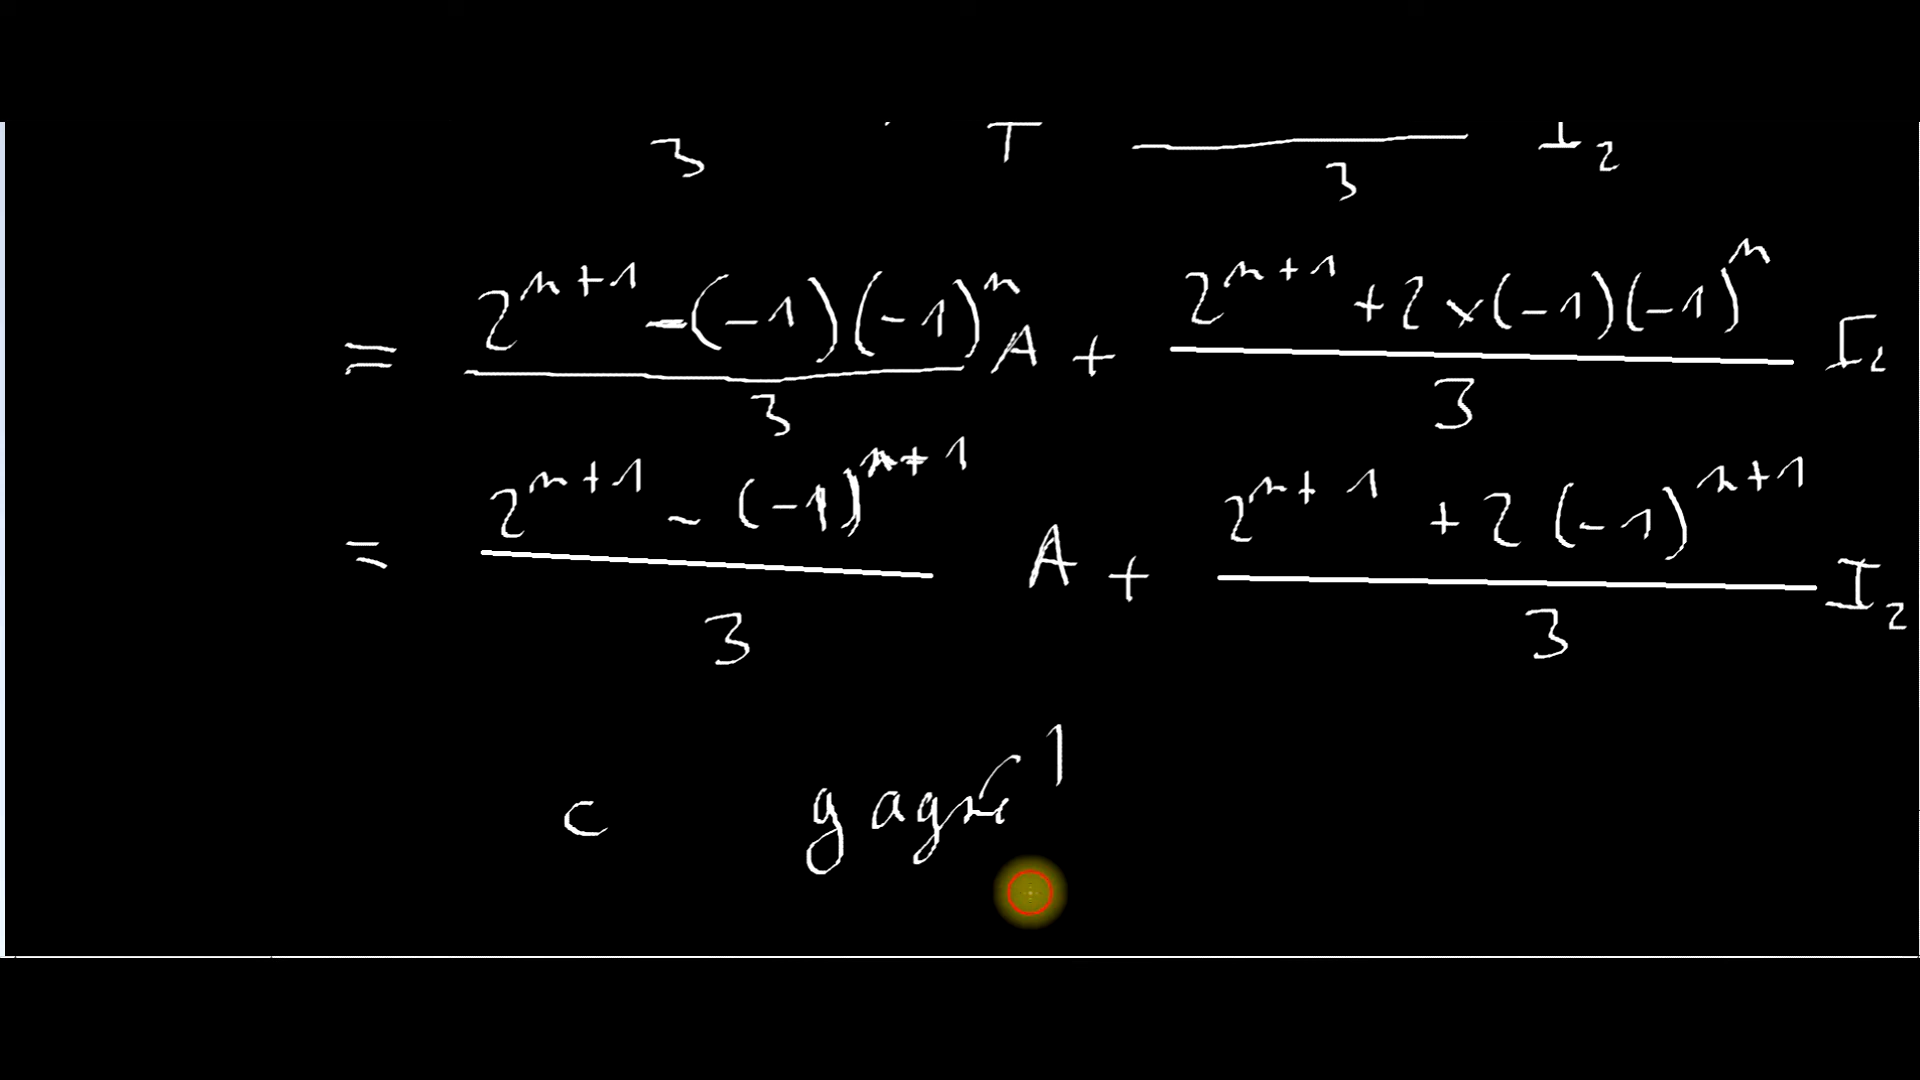 3 T 3 I₂
= (2^{n+1} - (-1)(-1)^n)/3 A + (2^{n+1} + 2×(-1)(-1)^n)/3 I₂
= (2^{n+1} - (-1)^{n+1})/3 A + (2^{n+1} + 2(-1)^{n+1})/3 I₂
c gagné !